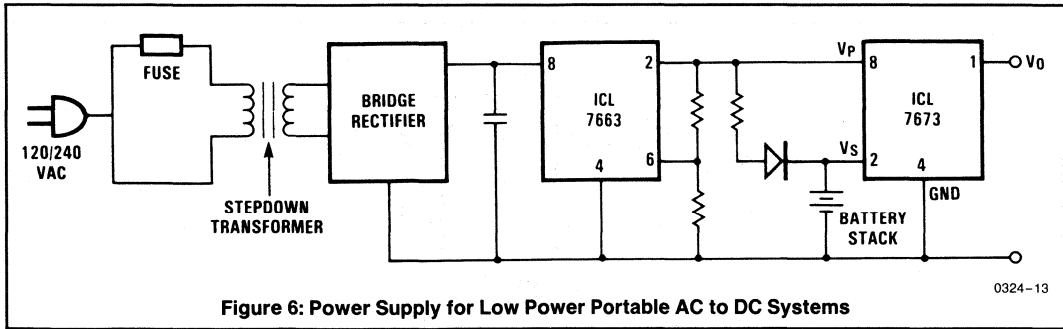 FUSE
120/240
VAC
STEPDOWN
TRANSFORMER
BRIDGE
RECTIFIER
8
2
ICL
7663
6
4
VP
8
1
VO
ICL
7673
VS
2
4
GND
BATTERY
STACK
0324-13
Figure 6: Power Supply for Low Power Portable AC to DC Systems